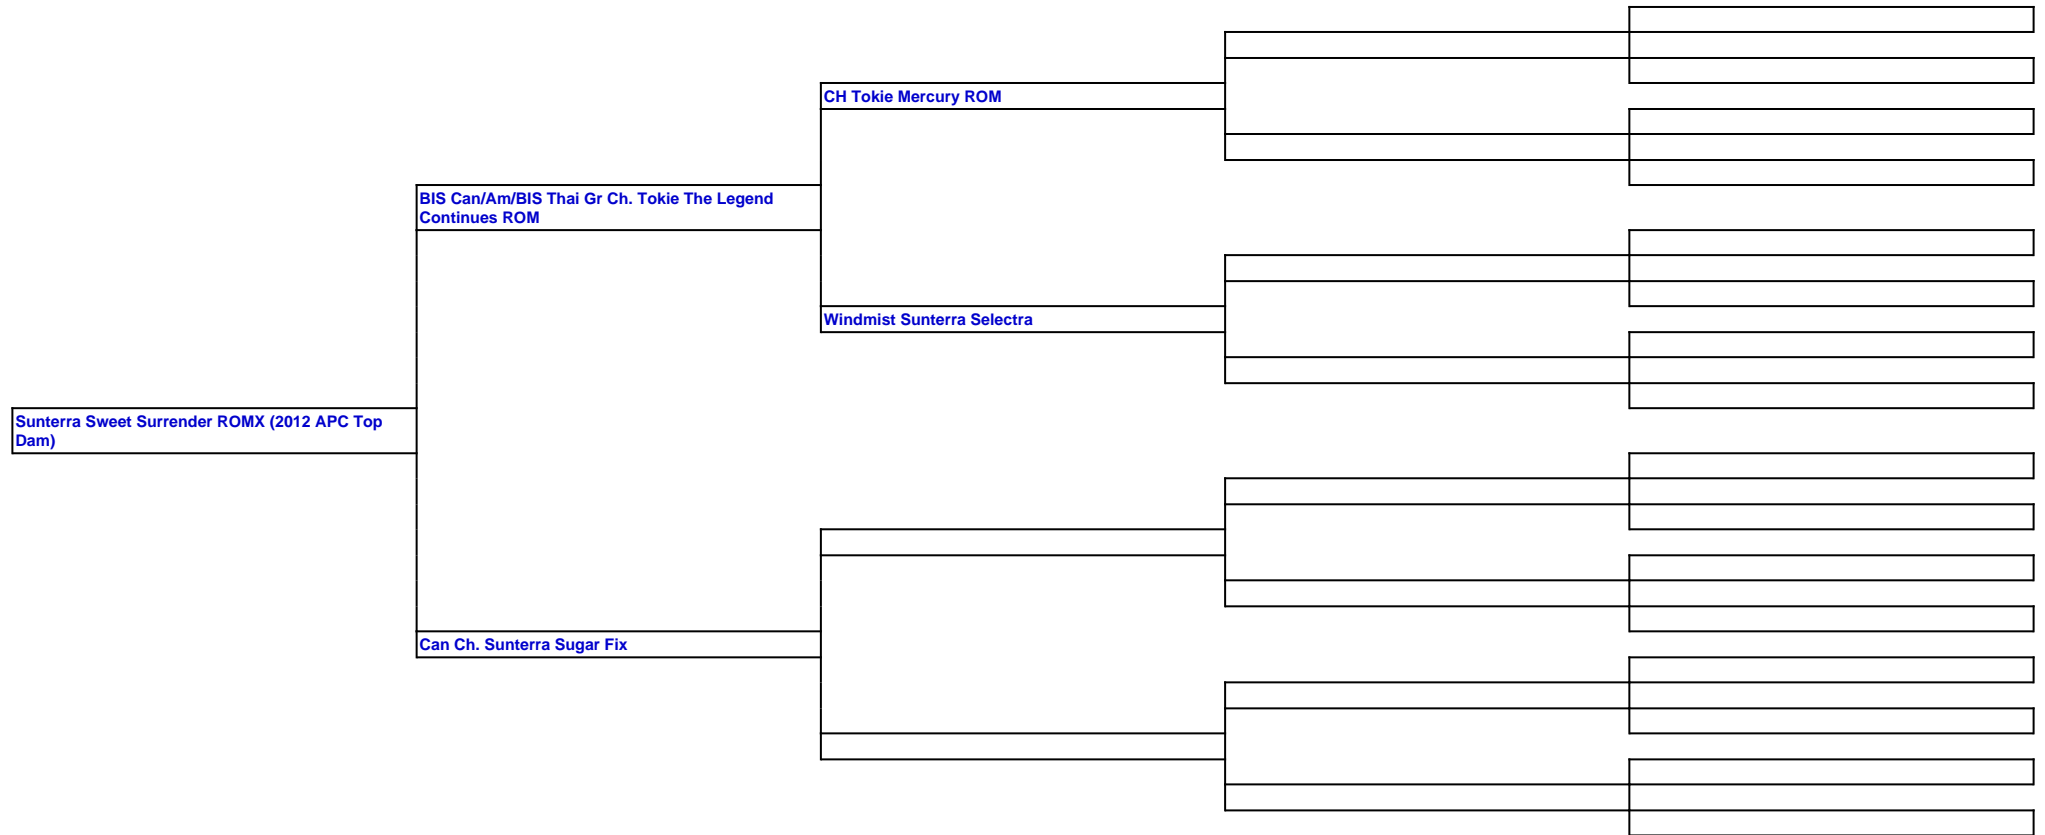 CH Tokie Mercury ROM
BIS Can/Am/BIS Thai Gr Ch. Tokie The Legend
Continues ROM
Windmist Sunterra Selectra
Sunterra Sweet Surrender ROMX (2012 APC Top
Dam)
Can Ch. Sunterra Sugar Fix